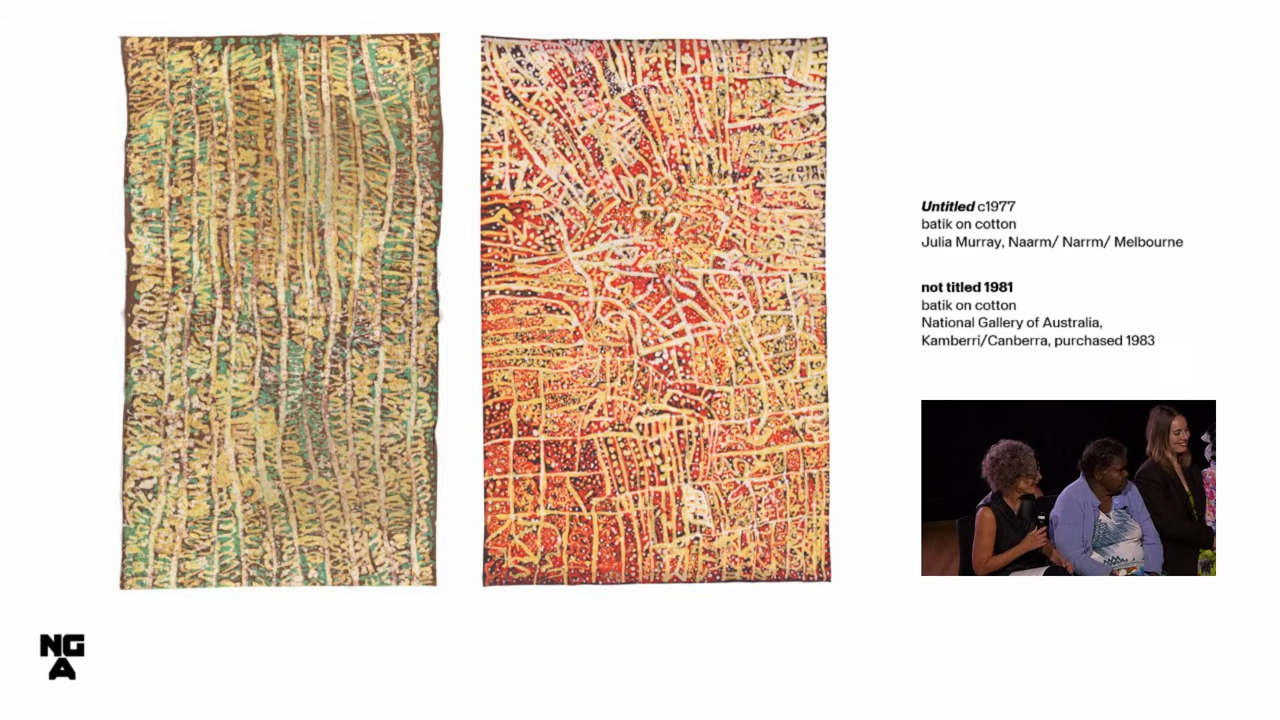 Untitled c1977
batik on cotton
Julia Murray, Naarm/ Narrm/ Melbourne
not titled 1981
batik on cotton
National Gallery of Australia,
Kamberri/Canberra, purchased 1983
NG
A